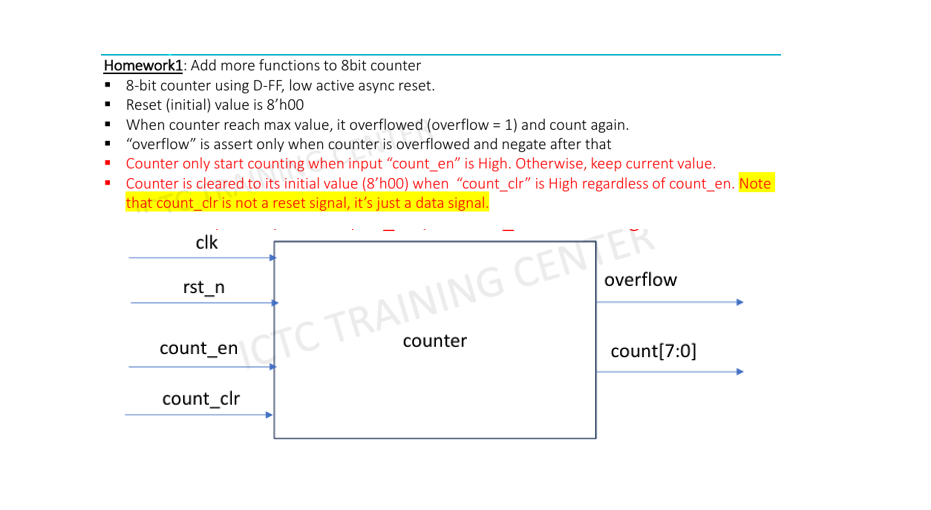 Homework1: Add more functions to 8bit counter
▪ 8-bit counter using D-FF, low active async reset.
▪ Reset (initial) value is 8’h00
▪ When counter reach max value, it overflowed (overflow = 1) and count again.
▪ “overflow” is assert only when counter is overflowed and negate after that
▪ Counter only start counting when input “count_en” is High. Otherwise, keep current value.
▪ Counter is cleared to its initial value (8’h00) when “count_clr” is High regardless of count_en. Note
that count_clr is not a reset signal, it’s just a data signal.
ICTC TRAINING CENTER
clk
rst_n
count_en
count_clr
counter
overflow
count[7:0]
ICTC TRAINING CENTER